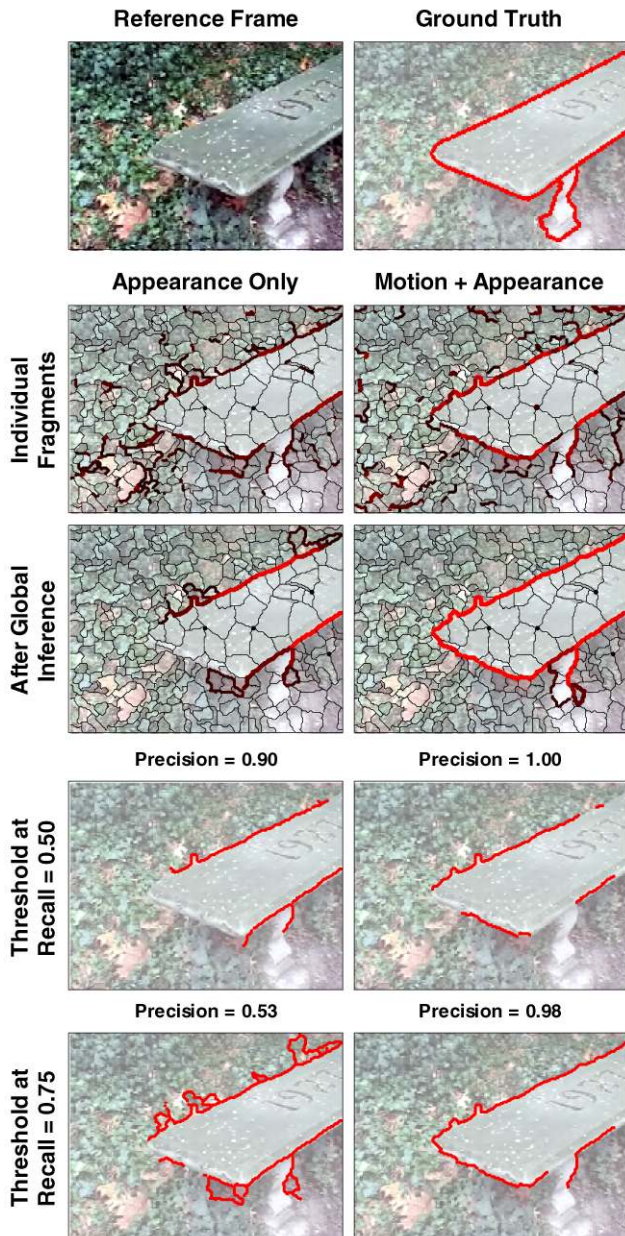 Reference Frame
Ground Truth
Appearance Only
Motion + Appearance
Individual
Fragments
After Global
Inference
Precision = 0.90
Precision = 1.00
Threshold at
Recall = 0.50
Precision = 0.53
Precision = 0.98
Threshold at
Recall = 0.75